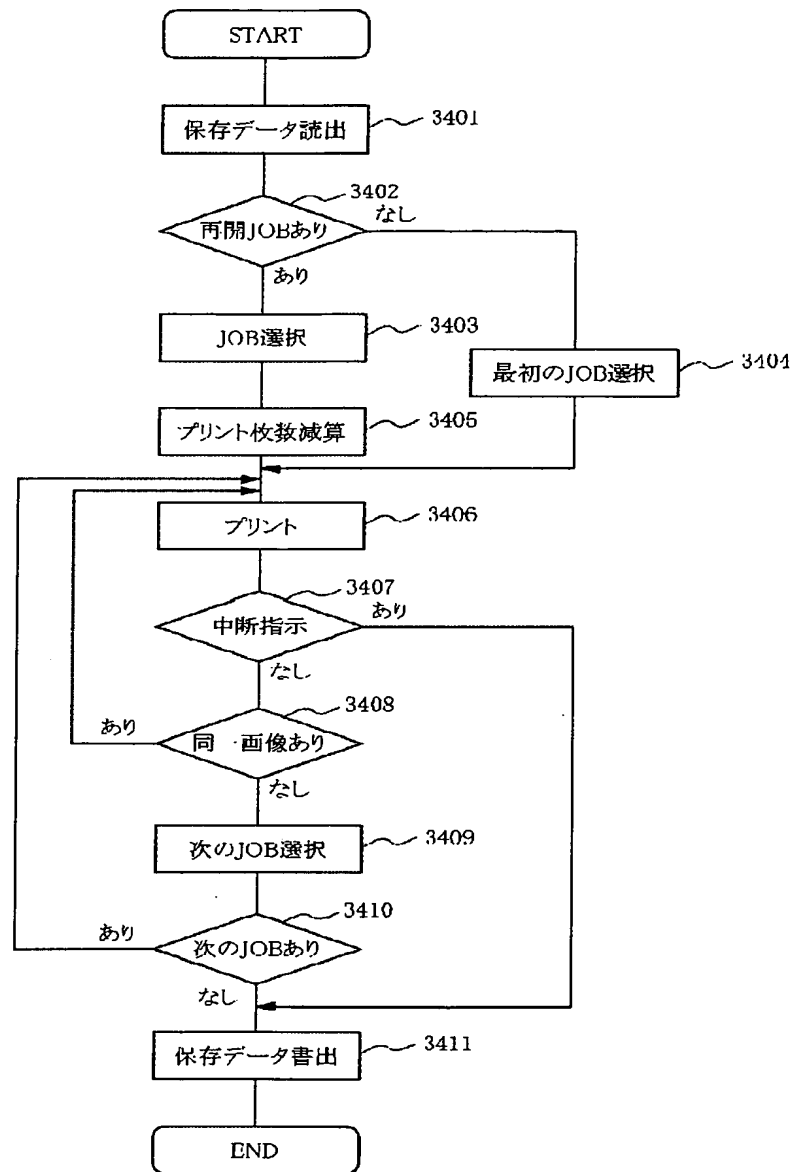 START
保存データ読出
3401
3402
再開JOBあり
なし
あり
JOB選択
3403
最初のJOB選択
3404
プリント枚数減算
3405
プリント
3406
3407
中断指示
あり
なし
3408
あり
同一画像あり
なし
次のJOB選択
3409
3410
あり
次のJOBあり
なし
保存データ書出
3411
END